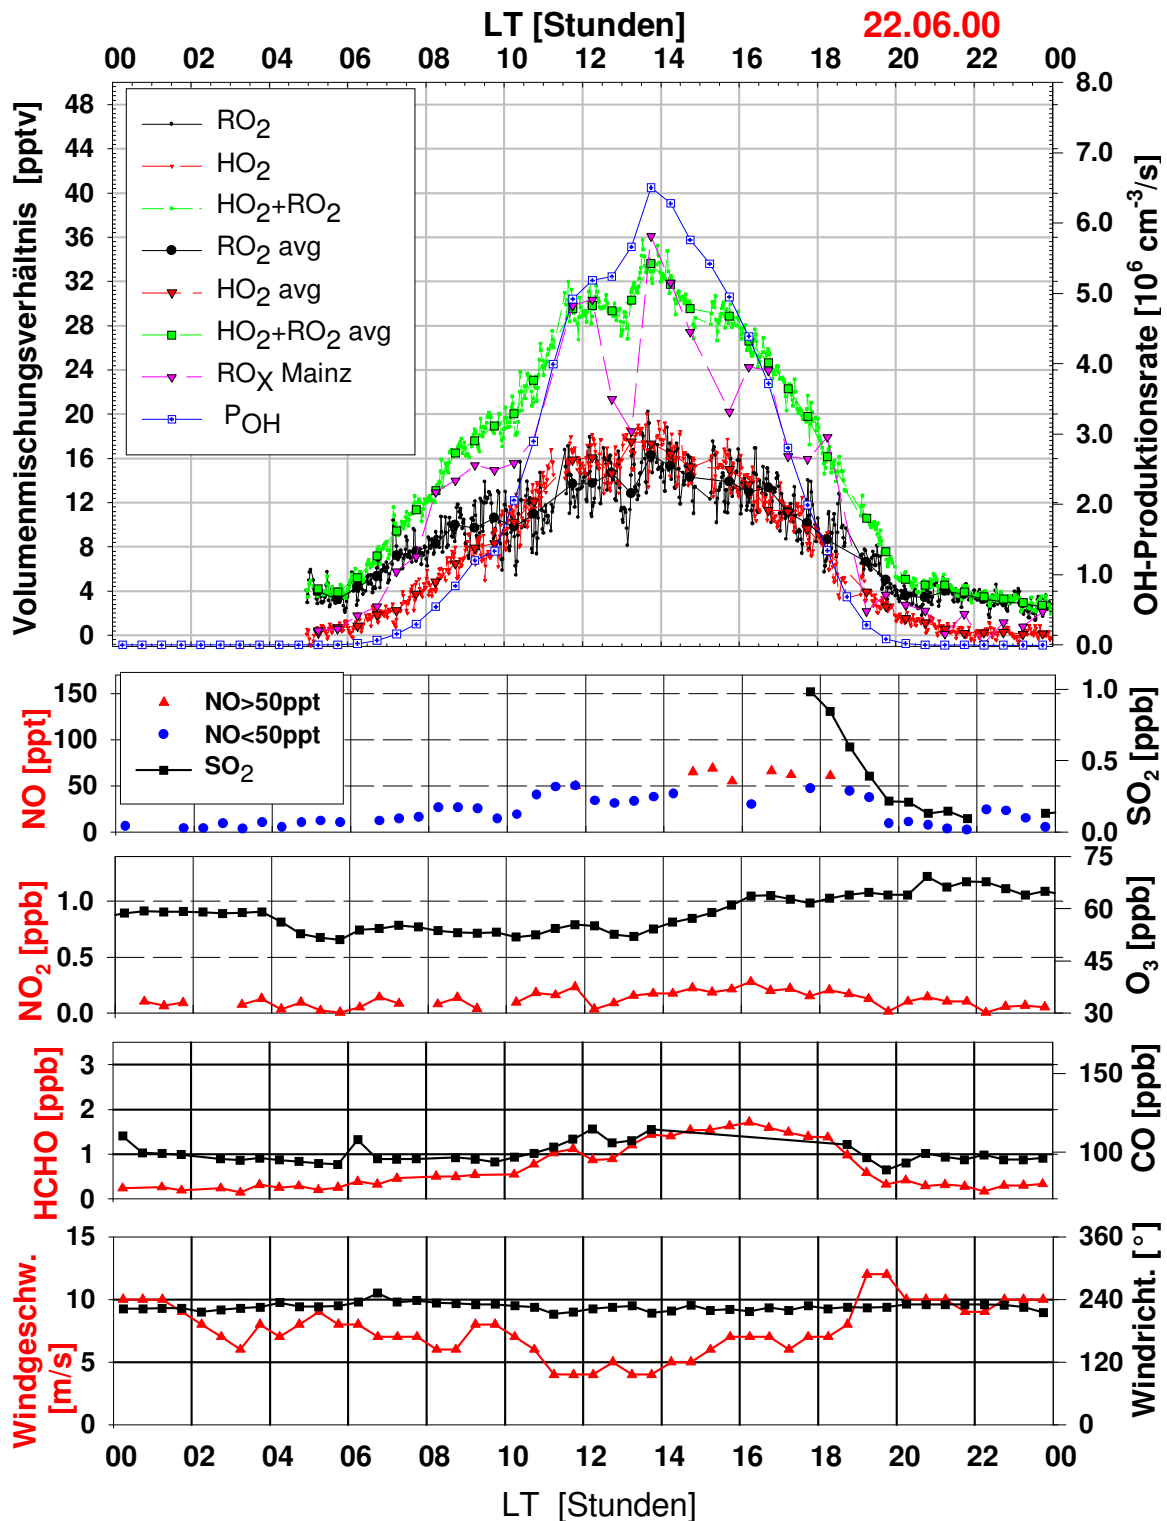 LT [Stunden] 22.06.00
00 02 04 06 08 10 12 14 16 18 20 22 00
Volumenmischungsverhältnis [pptv]
48
44
40
36
32
28
24
20
16
12
8
4
0
RO2
HO2
HO2+RO2
RO2 avg
HO2 avg
HO2+RO2 avg
ROX Mainz
POH
8.0
7.0
6.0
5.0
4.0
3.0
2.0
1.0
0.0
OH-Produktionsrate [10^6 cm^-3/s]
NO [ppt]
150
100
50
0
NO>50ppt
NO<50ppt
SO2
1.0
0.5
0.0
SO2 [ppb]
NO2 [ppb]
1.0
0.5
0.0
75
60
45
30
O3 [ppb]
HCHO [ppb]
3
2
1
0
150
100
CO [ppb]
Windgeschw.
[m/s]
15
10
5
0
360
240
120
0
Windricht. [°]
00 02 04 06 08 10 12 14 16 18 20 22 00
LT [Stunden]